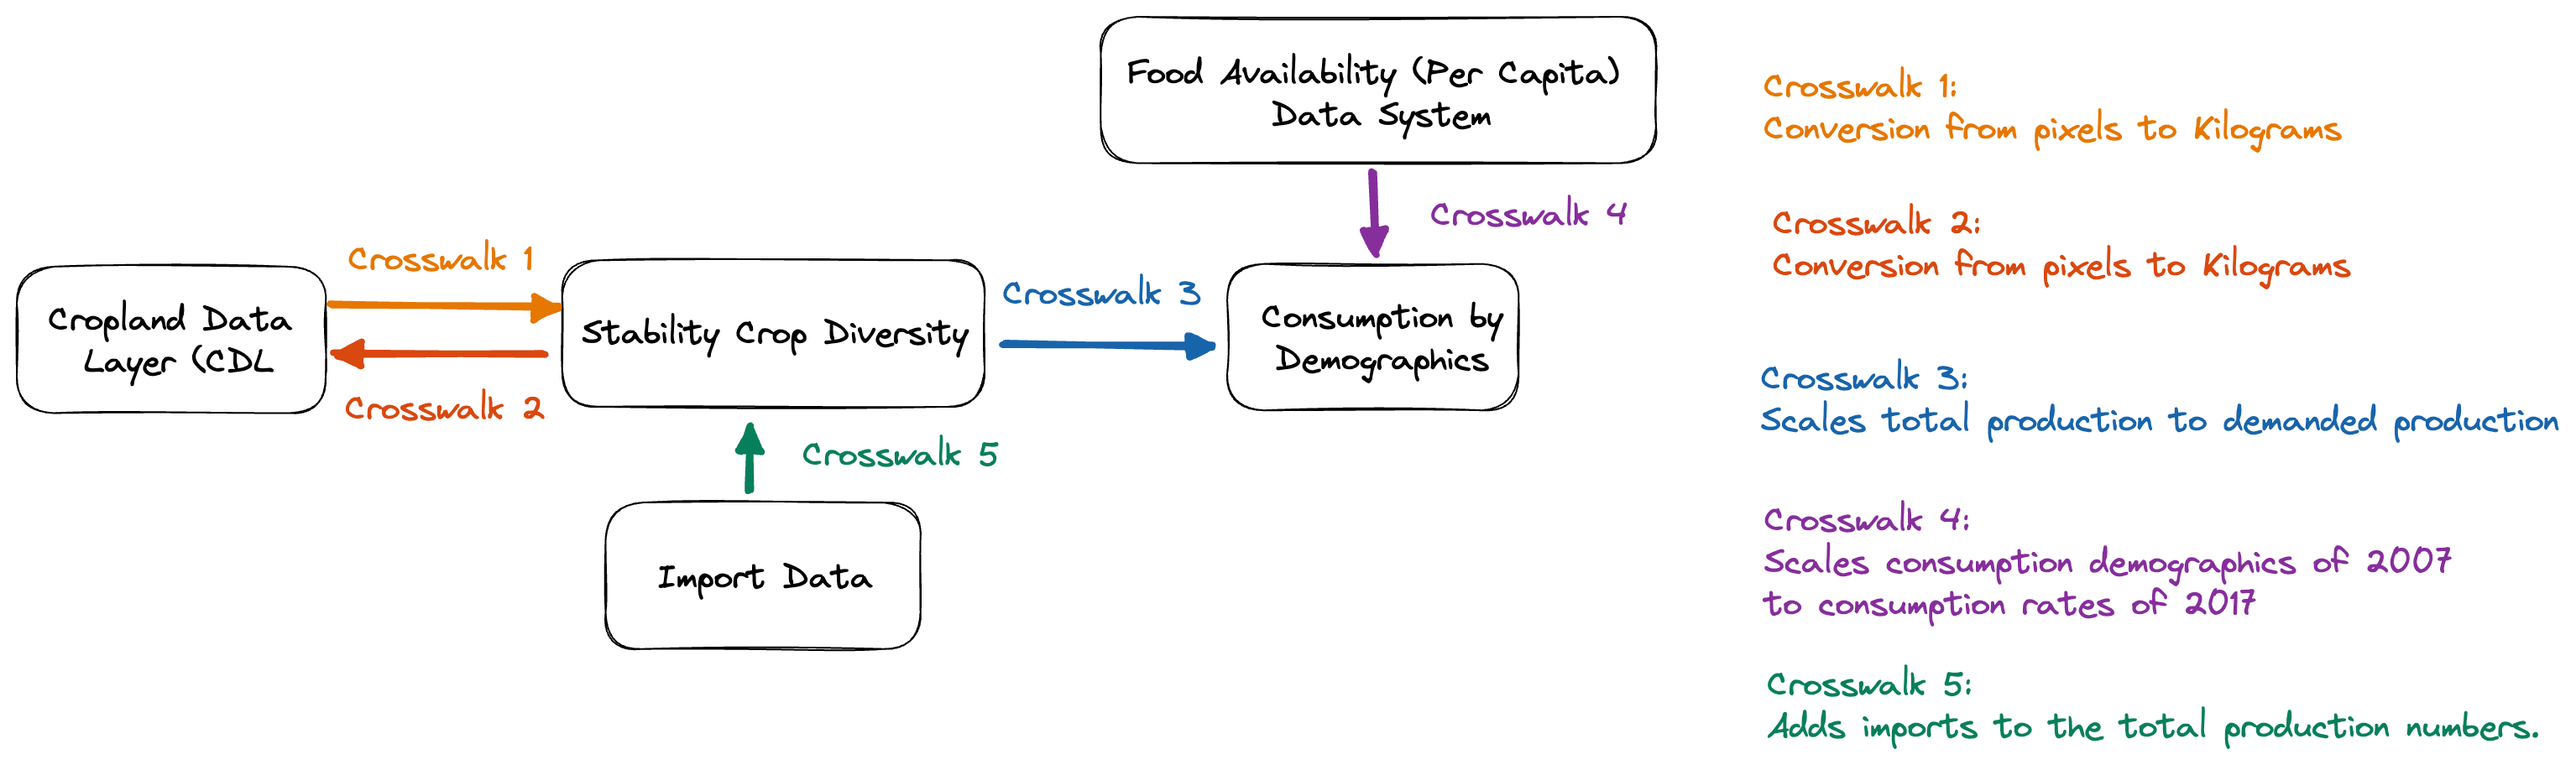 Food Availability (Per Capita)
Data System
Crosswalk 4
Crosswalk 1
Cropland Data
Layer (CDL
Crosswalk 2
Stability Crop Diversity
Crosswalk 3
Consumption by
Demographics
Crosswalk 5
Import Data
Crosswalk 1:
Conversion from pixels to Kilograms
Crosswalk 2:
Conversion from pixels to Kilograms
Crosswalk 3:
Scales total production to demanded production
Crosswalk 4:
Scales consumption demographics of 2007
to consumption rates of 2017
Crosswalk 5:
Adds imports to the total production numbers.